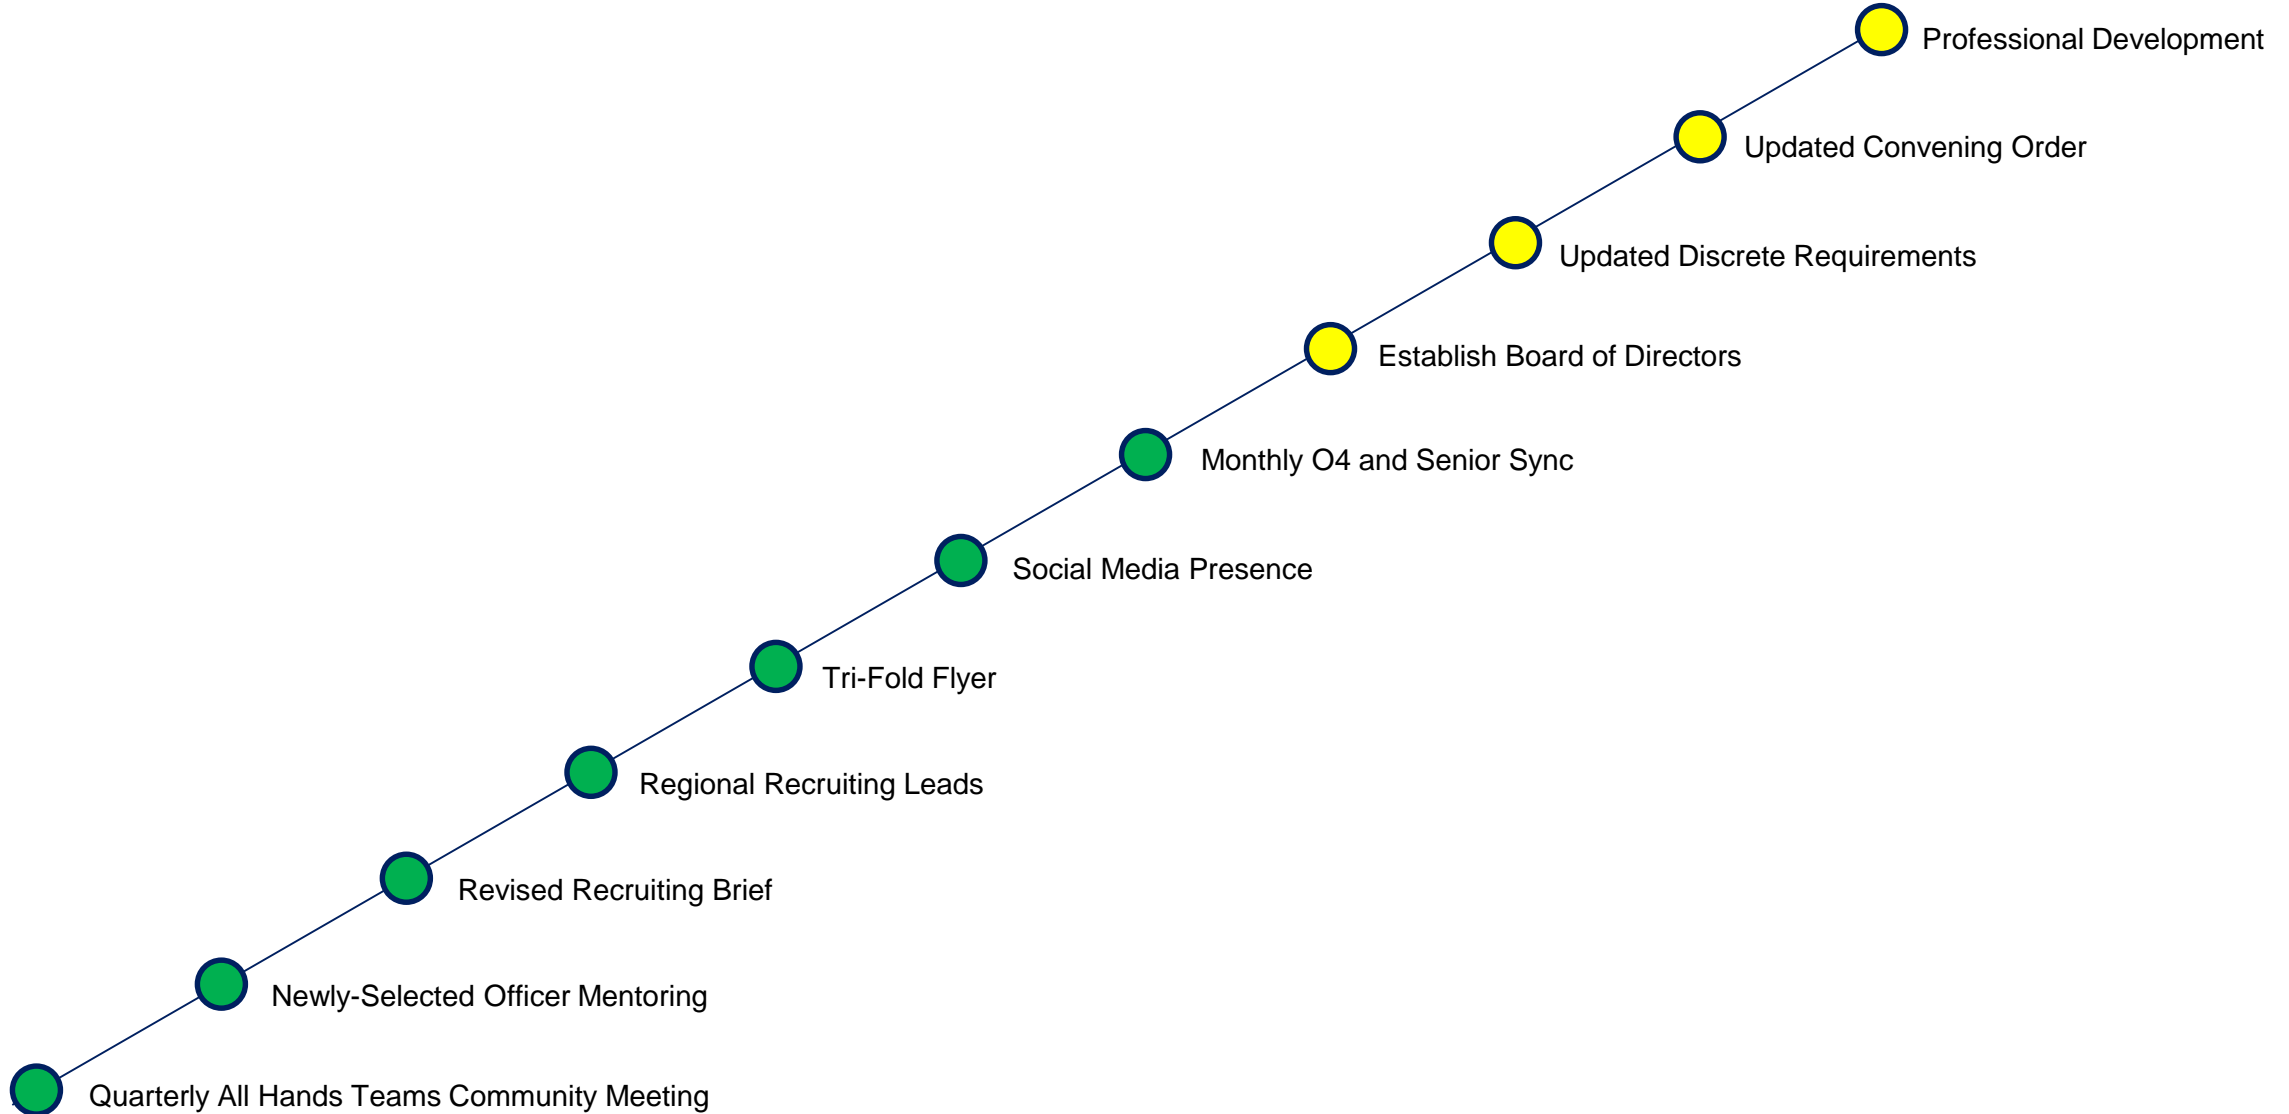 Professional Development
Updated Convening Order
Updated Discrete Requirements
Establish Board of Directors
Monthly O4 and Senior Sync
Social Media Presence
Tri-Fold Flyer
Regional Recruiting Leads
Revised Recruiting Brief
Newly-Selected Officer Mentoring
Quarterly All Hands Teams Community Meeting